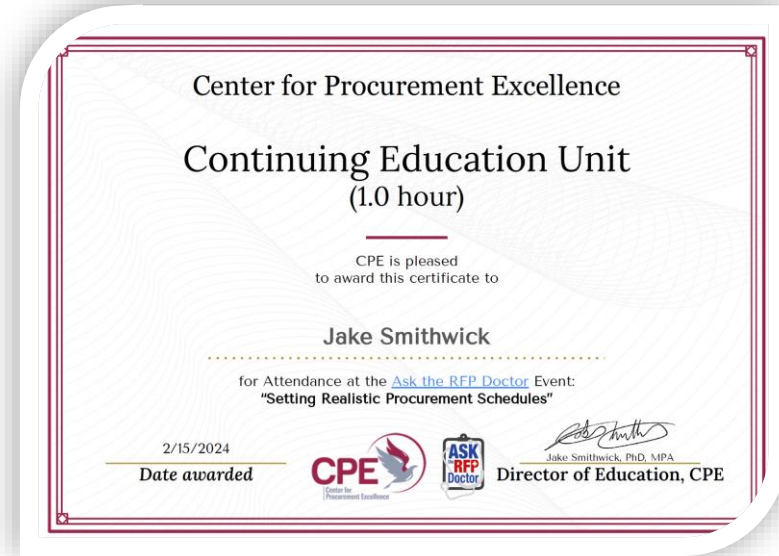 Center for Procurement Excellence
Continuing Education Unit
(1.0 hour)
CPE is pleased
to award this certificate to
Jake Smithwick
for Attendance at the Ask the RFP Doctor Event:
“Setting Realistic Procurement Schedules”
2/15/2024
Date awarded
CPE
Center for
Procurement Excellence
ASK
the RFP
Doctor
Jake Smithwick, PhD, MPA
Director of Education, CPE